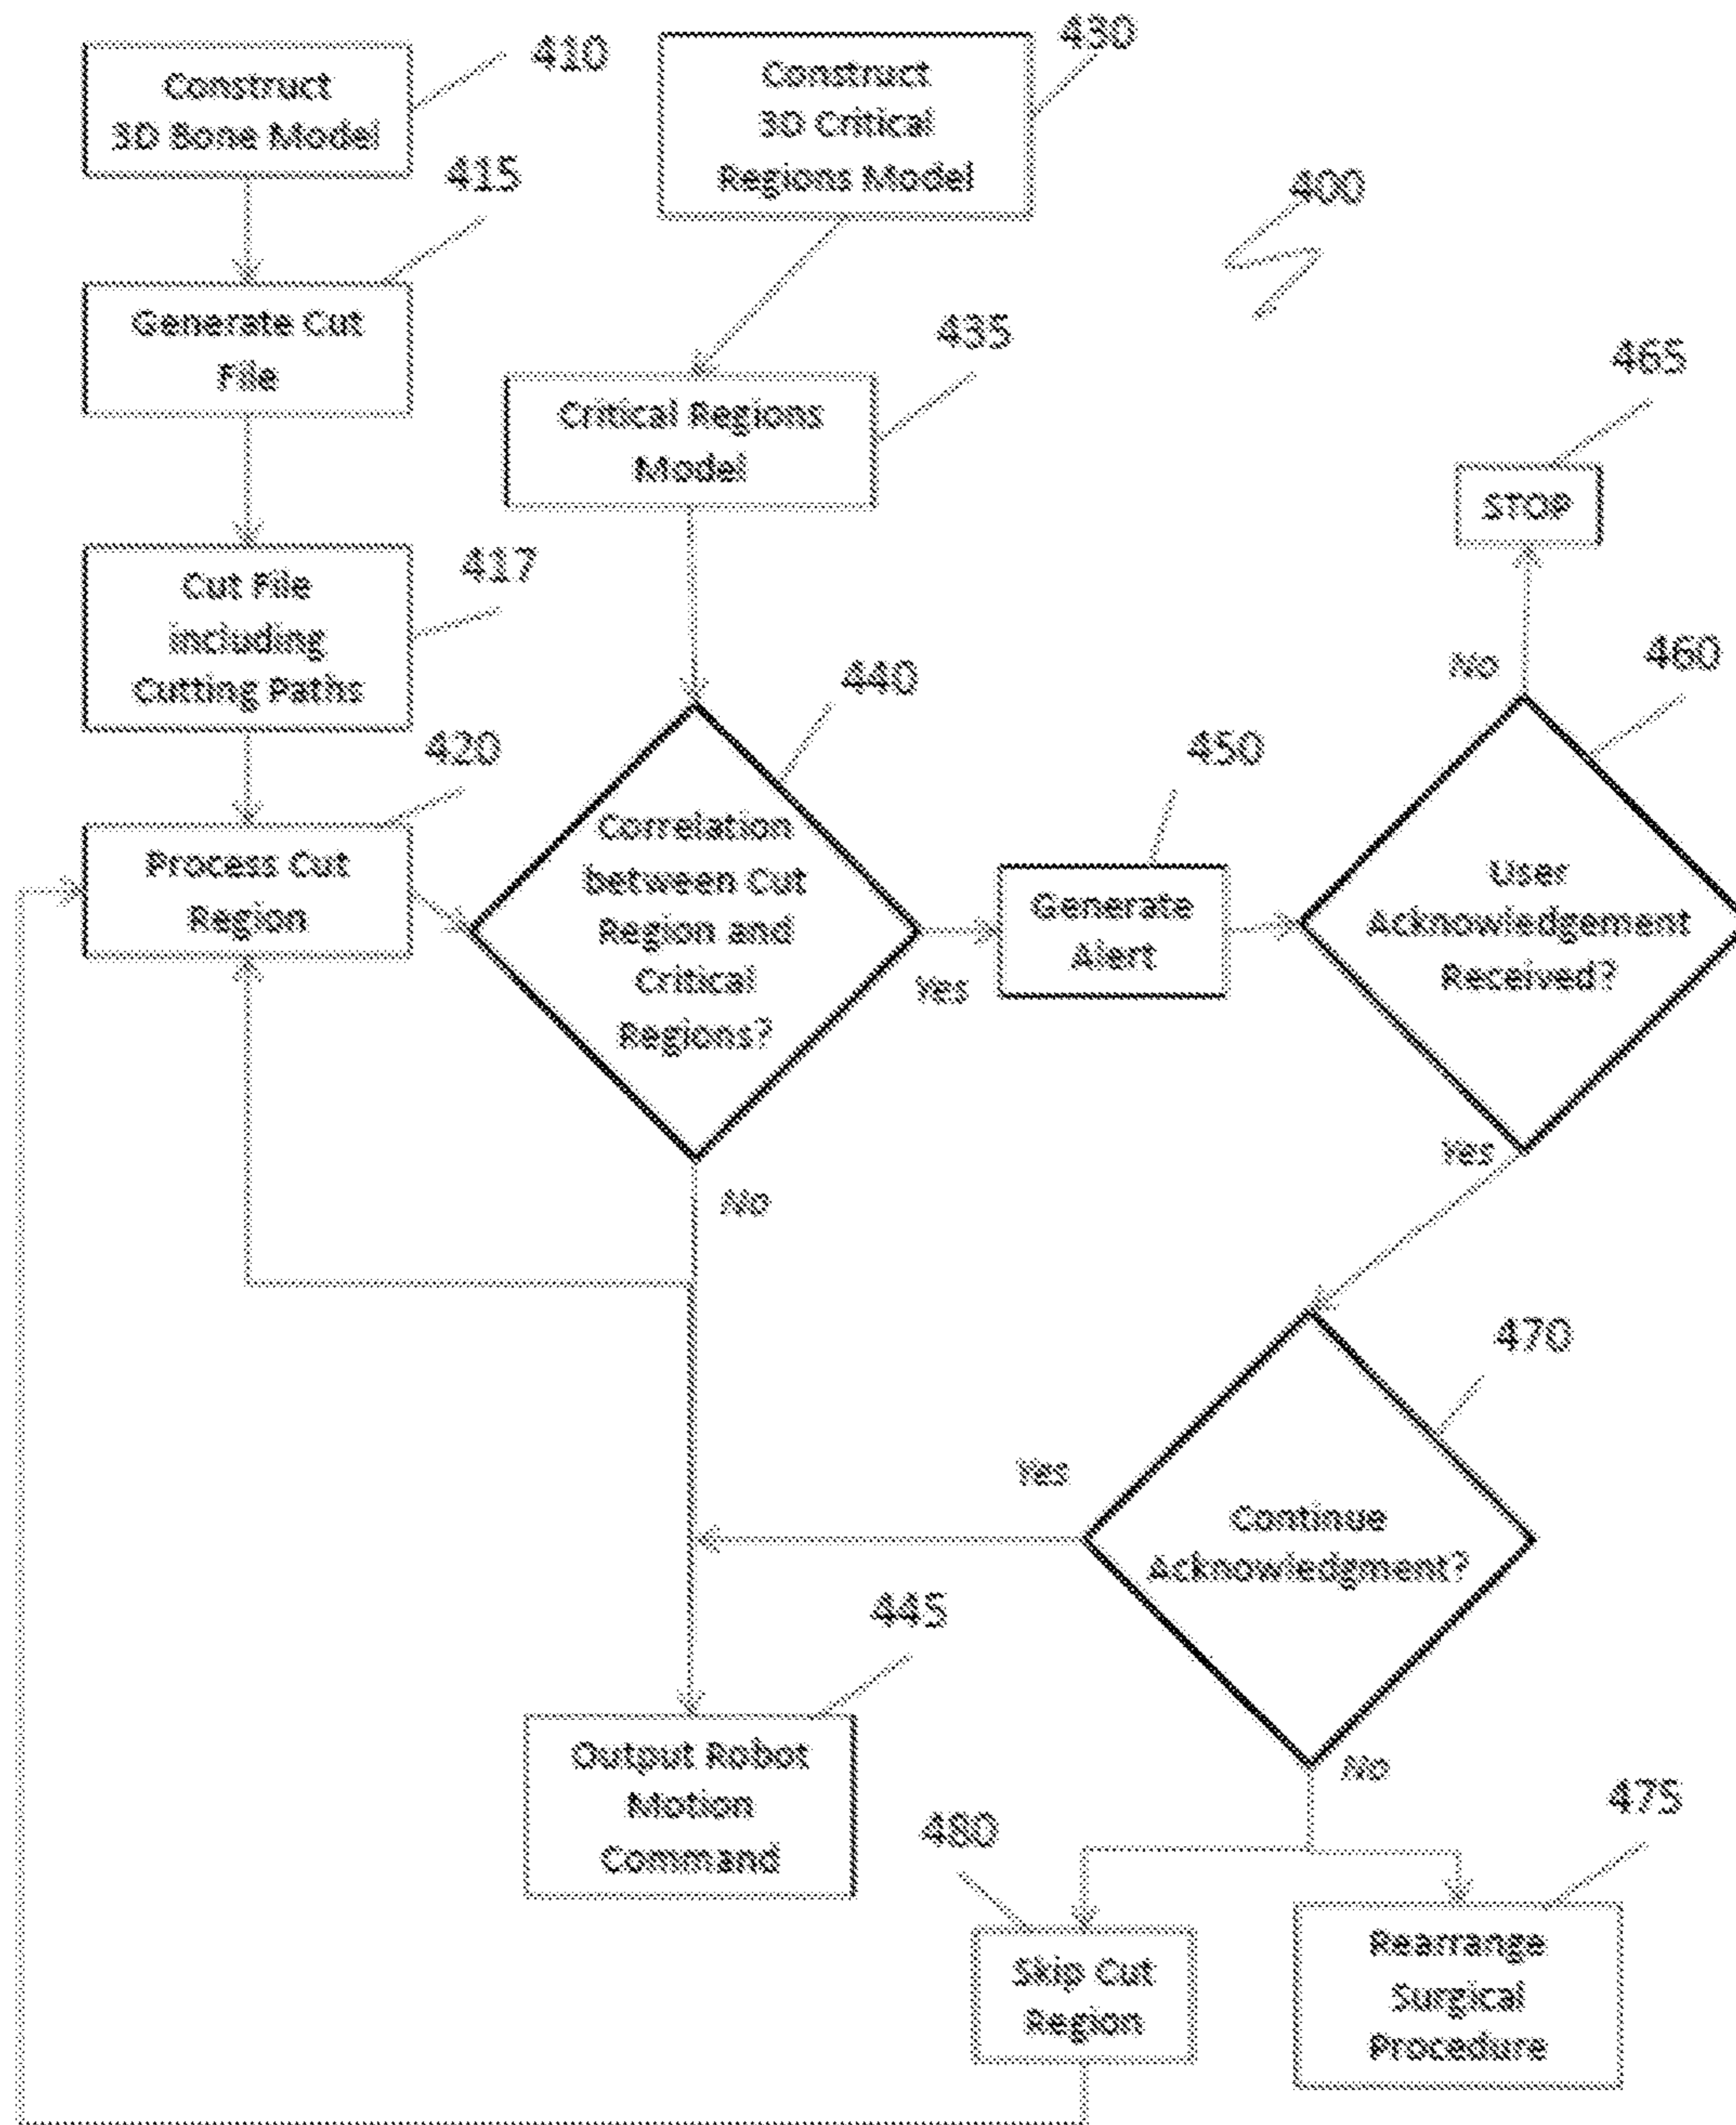 410
Construct
3D Bone Model
430
Construct
3D Critical
Regions Model
400
415
Generate Cut
File
435
Critical Regions
Model
465
STOP
417
Cut File
including
Cutting Paths
440
No
460
420
Process Cut
Region
Correlation
between Cut
Region and
Critical
Regions?
Yes
No
450
Generate
Alert
User
Acknowledgement
Received?
Yes
470
Continue
Acknowledgment?
Yes
No
445
Output Robot
Motion
Command
480
Skip Cut
Region
475
Rearrange
Surgical
Procedure